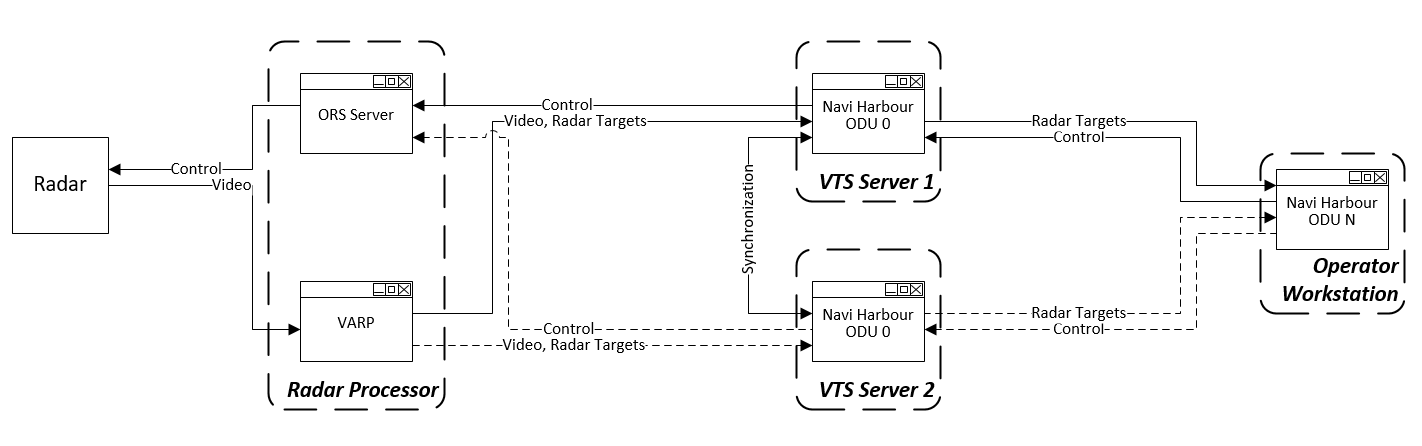 Radar
Control
Video
ORS Server
VARP
Radar Processor
Control
Video, Radar Targets
Synchronization
Control
Video, Radar Targets
Navi Harbour
ODU 0
VTS Server 1
Navi Harbour
ODU 0
VTS Server 2
Radar Targets
Control
Radar Targets
Control
Navi Harbour
ODU N
Operator
Workstation